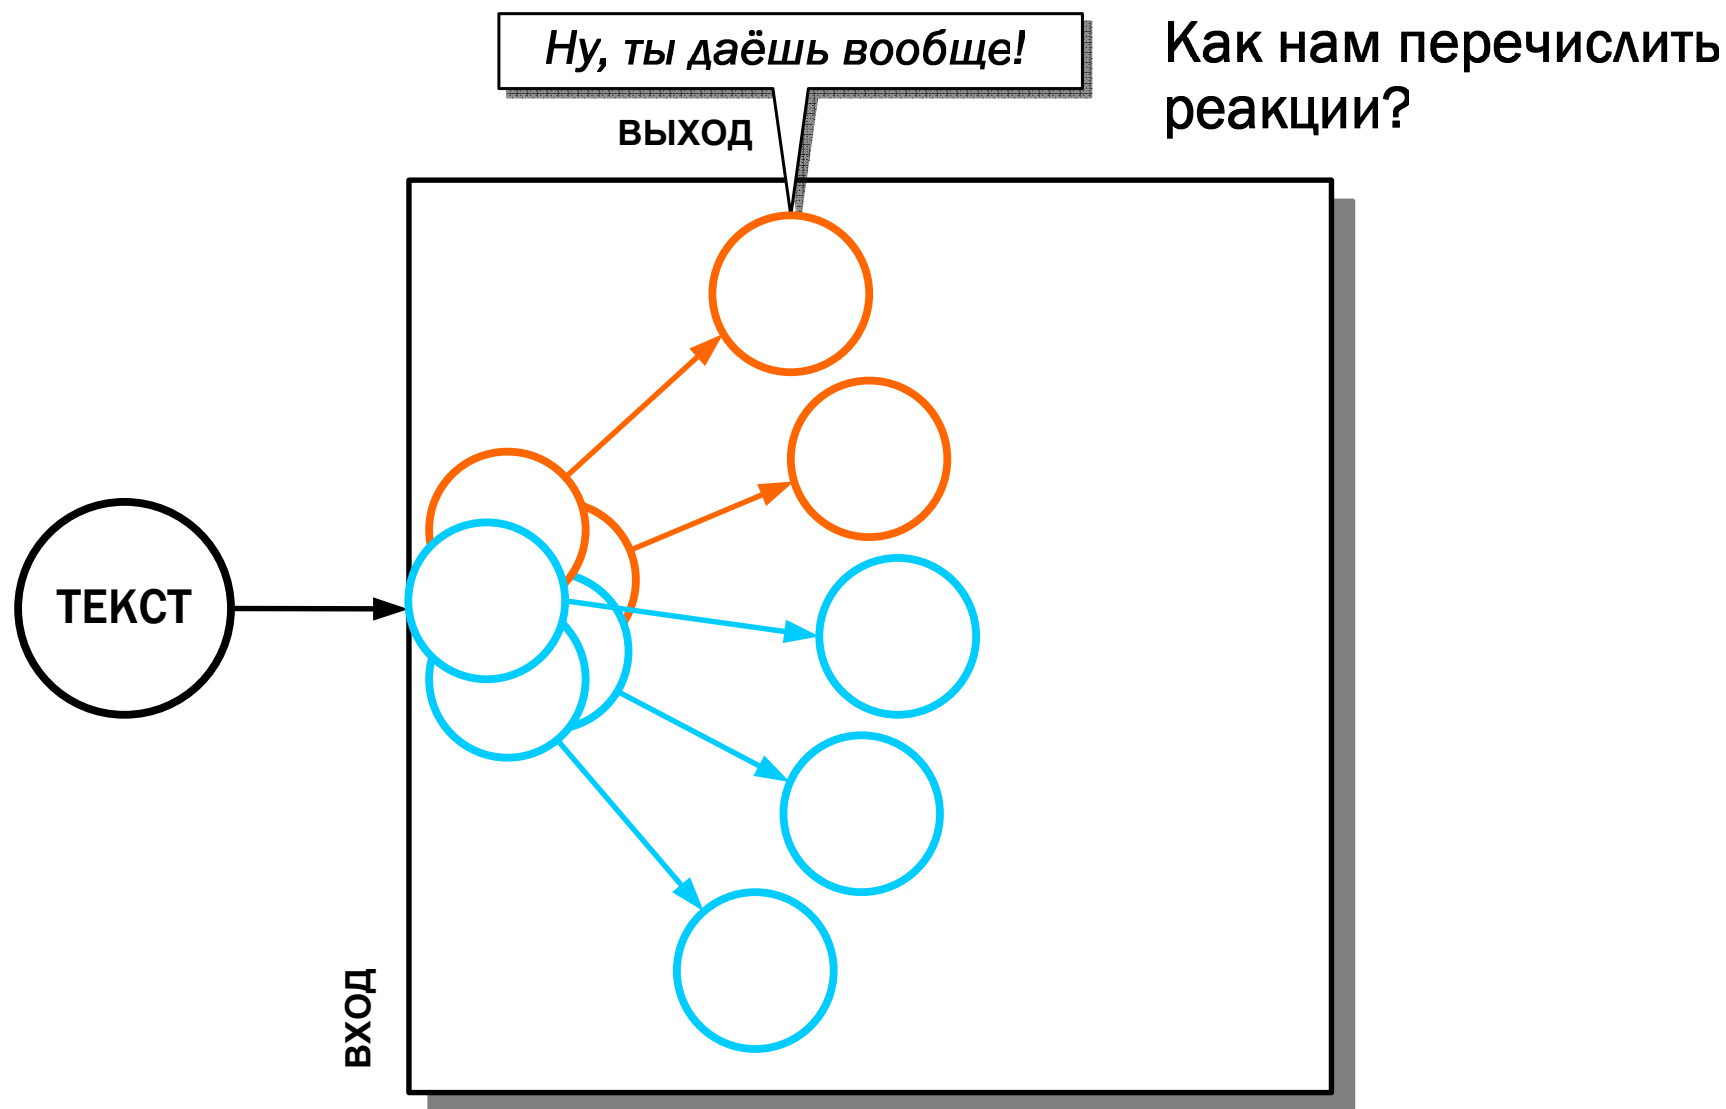 Ну, ты даёшь вообще!
Как нам перечислить
реакции?
ВЫХОД
ТЕКСТ
ВХОД